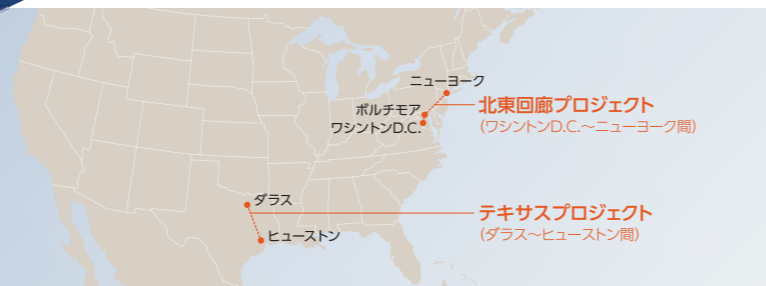 ニューヨーク
ボルチモア
ワシントンD.C.
北東回廊プロジェクト
(ワシントンD.C.~ニューヨーク間)
ダラス
ヒューストン
テキサスプロジェクト
(ダラス~ヒューストン間)